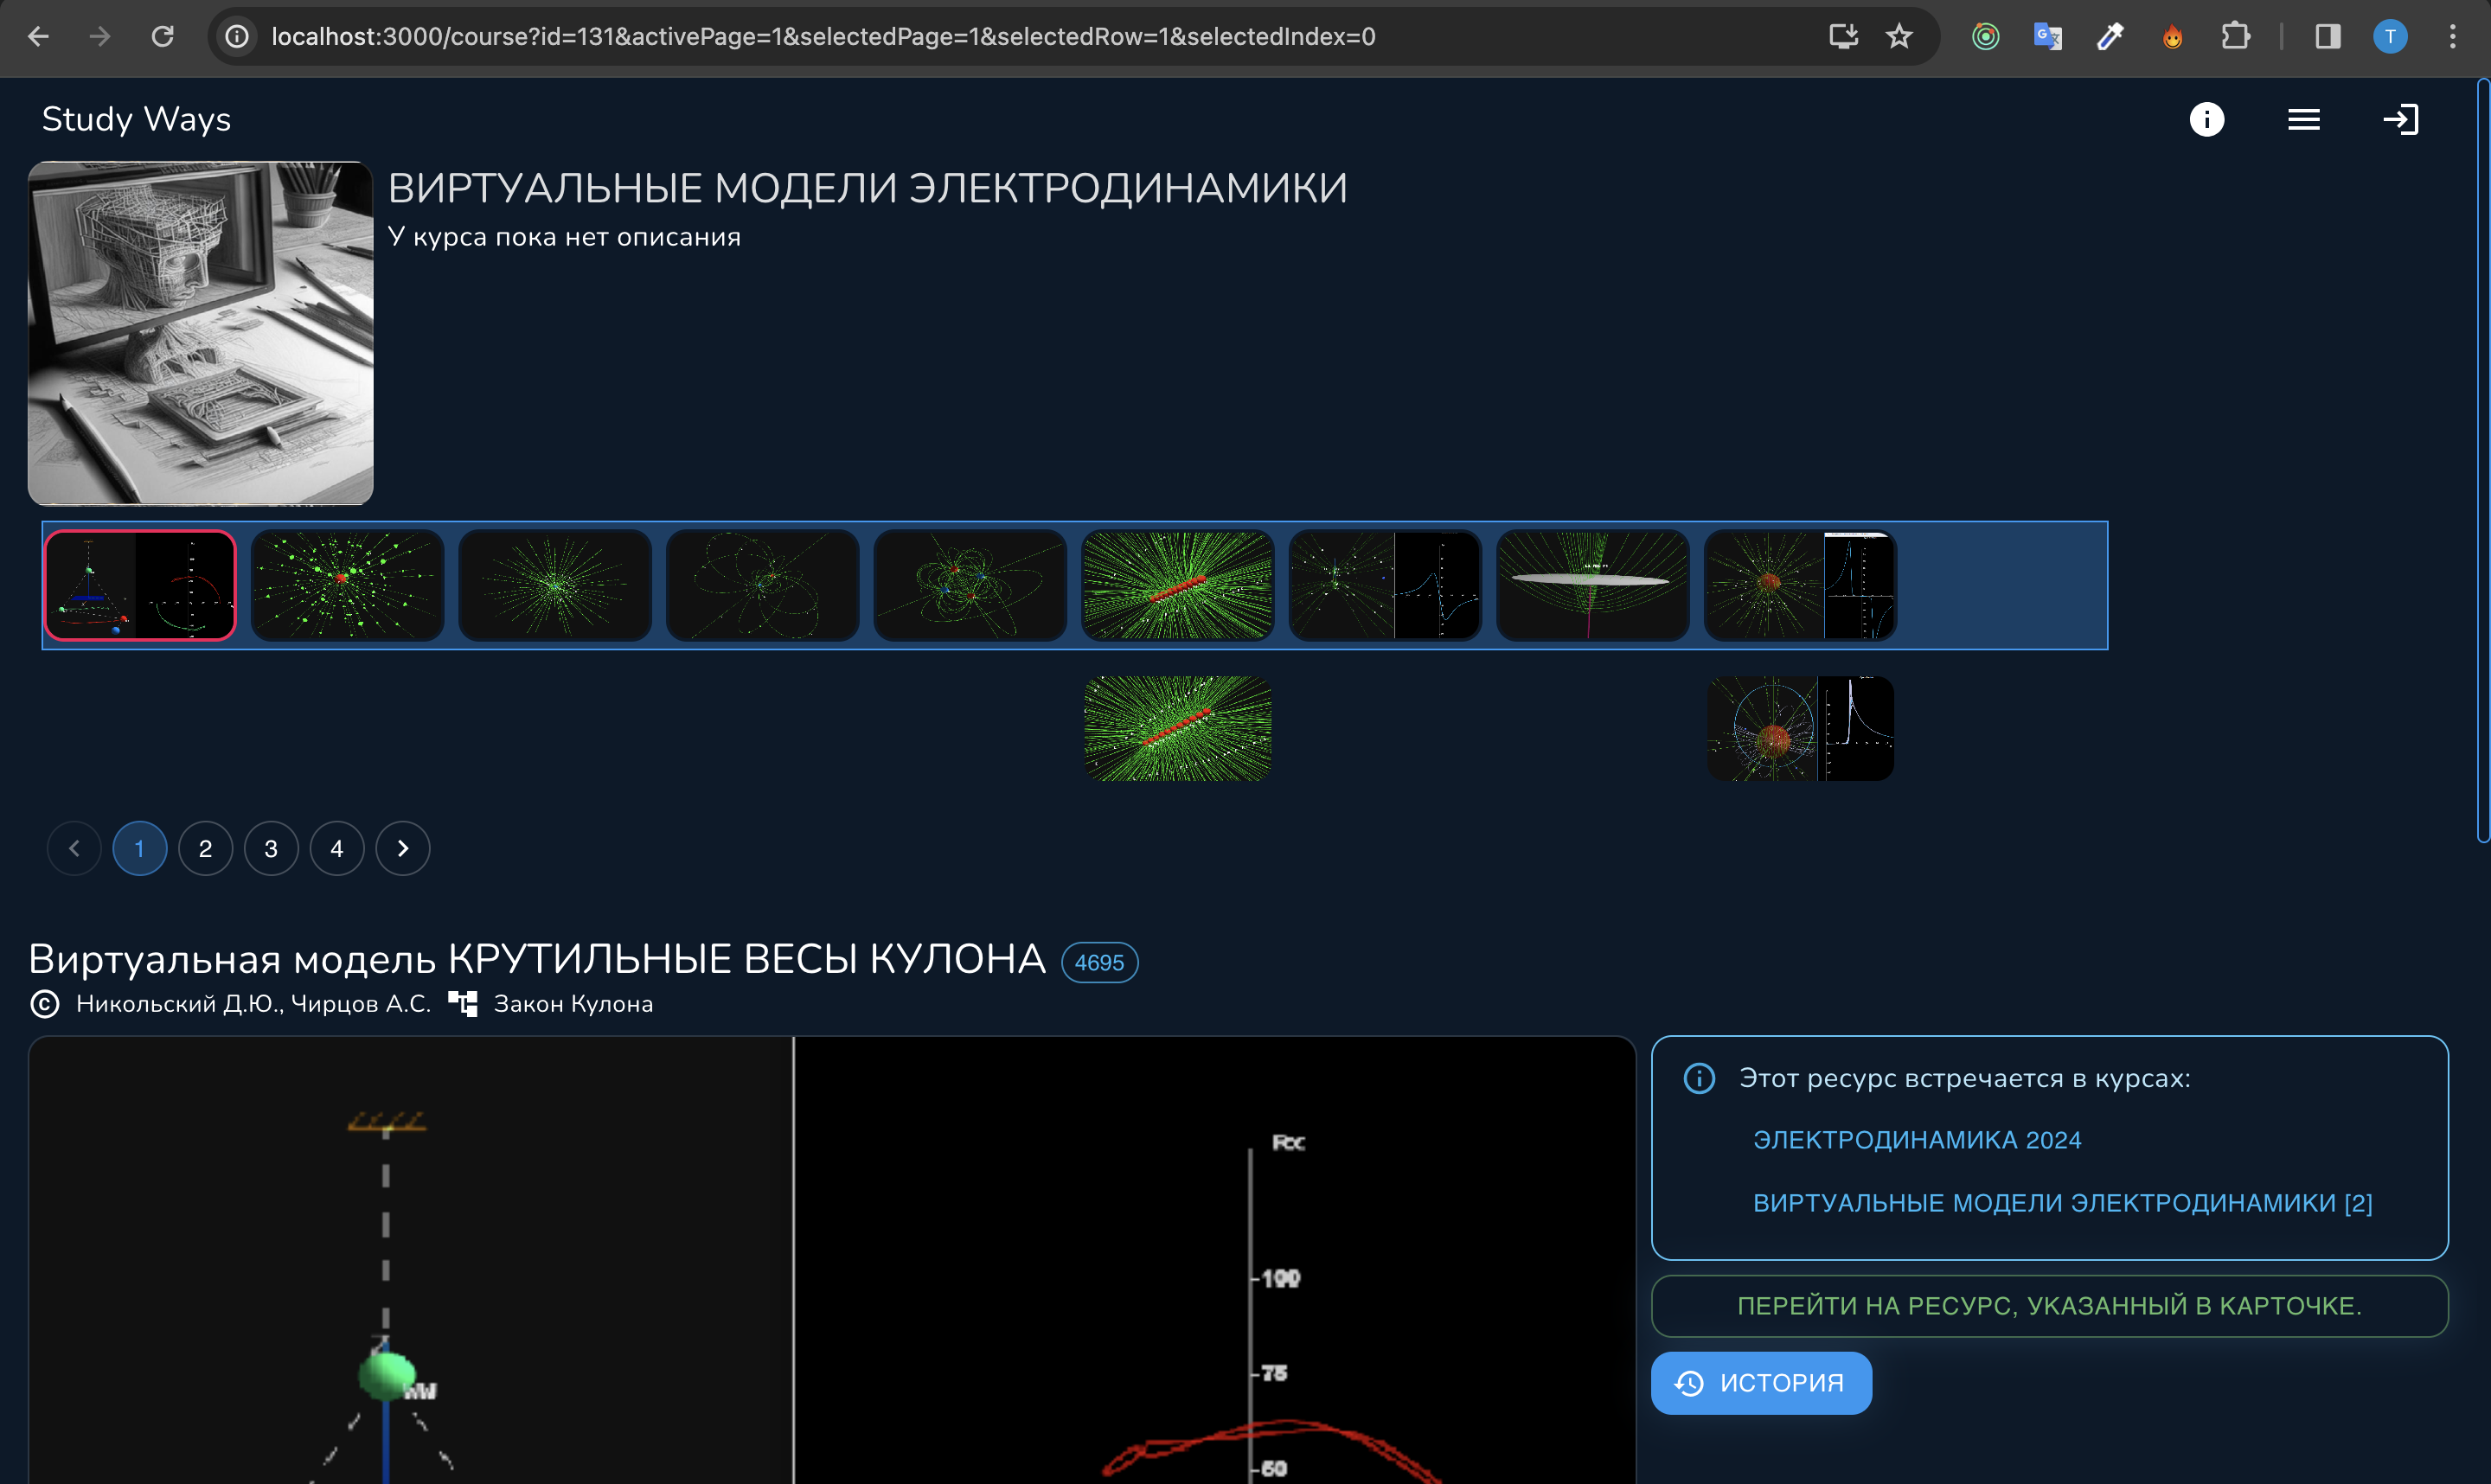 localhost:3000/course?id=131&activePage=1&selectedPage=1&selectedRow=1&selectedIndex=0
T
Study Ways
ВИРТУАЛЬНЫЕ МОДЕЛИ ЭЛЕКТРОДИНАМИКИ
У курса пока нет описания
1 2 3 4
Виртуальная модель КРУТИЛЬНЫЕ ВЕСЫ КУЛОНА 4695
Никольский Д.Ю., Чирцов А.С. Закон Кулона
Этот ресурс встречается в курсах:
ЭЛЕКТРОДИНАМИКА 2024
ВИРТУАЛЬНЫЕ МОДЕЛИ ЭЛЕКТРОДИНАМИКИ [2]
ПЕРЕЙТИ НА РЕСУРС, УКАЗАННЫЙ В КАРТОЧКЕ.
ИСТОРИЯ
100
75
50